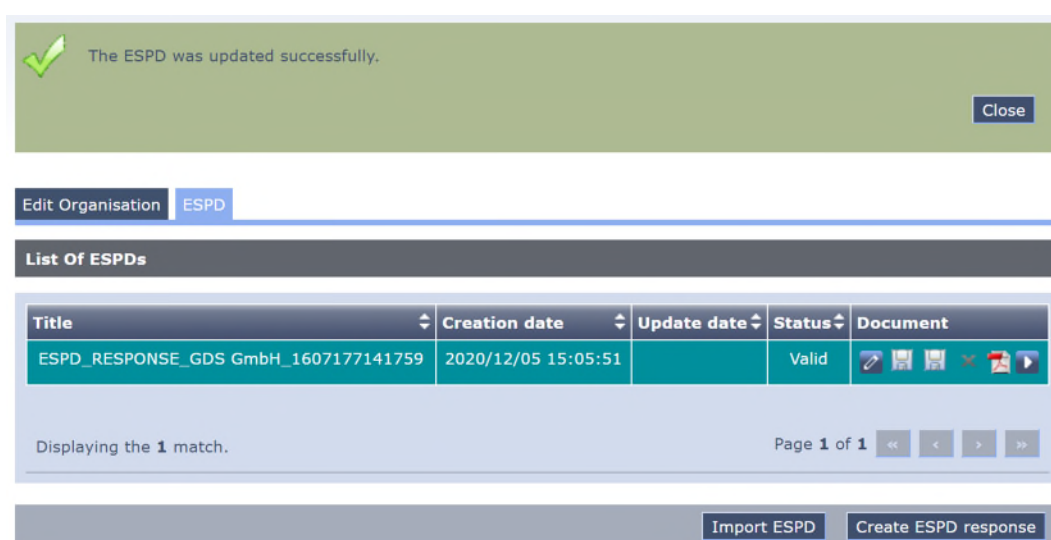 The ESPD was updated successfully.
Close
Edit Organisation ESPD
List Of ESPDs
Title Creation date Update date Status Document
ESPD_RESPONSE_GDS GmbH_1607177141759 2020/12/05 15:05:51 Valid
Displaying the 1 match. Page 1 of 1 « ‹ › »
Import ESPD Create ESPD response